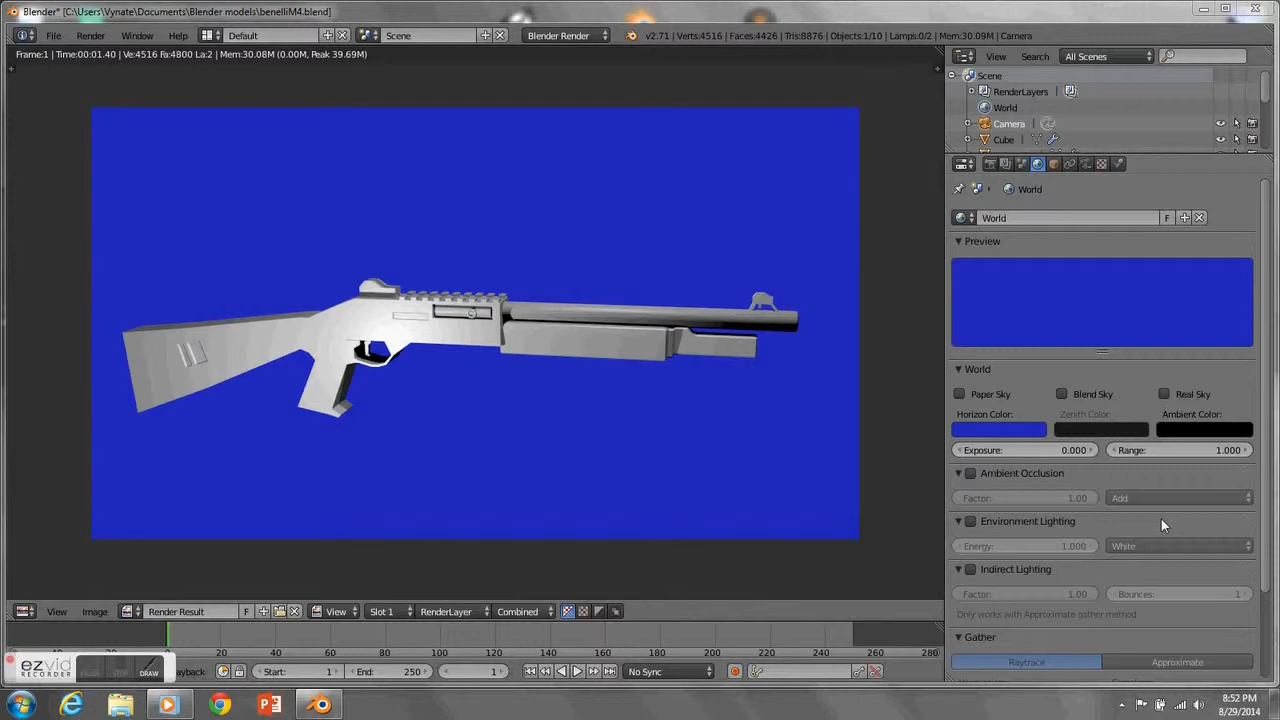 Blender* [C:\Users\Vynate\Documents\Blender models\benelliM4.blend]
File Render Window Help Default Scene Blender Render v2.71 | Verts:4516 | Faces:4426 | Tris:8876 | Objects:1/10 | Lamps:0/2 | Mem:30.09M | Camera
Frame:1 | Time:00:01.40 | Ve:4516 Fa:4800 La:2 | Mem:30.08M (0.00M, Peak 39.69M)
View Search All Scenes
Scene
RenderLayers
World
Camera
Cube
World
World F
Preview
World
Paper Sky Blend Sky Real Sky
Horizon Color: Zenith Color: Ambient Color:
Exposure: 0.000 Range: 1.000
Ambient Occlusion
Factor: 1.00 Add
Environment Lighting
Energy: 1.000 White
Indirect Lighting
Factor: 1.00 Bounces: 1
Only works with Approximate gather method
Gather
Raytrace Approximate
View Image Render Result F View Slot 1 RenderLayer Combined
20 40 60 80 100 120 140 160 180 200 220 240 260 280
ezvid
RECORDER
PAUSE STOP DRAW
layback Start: 1 End: 250 1 No Sync
8:52 PM
8/29/2014